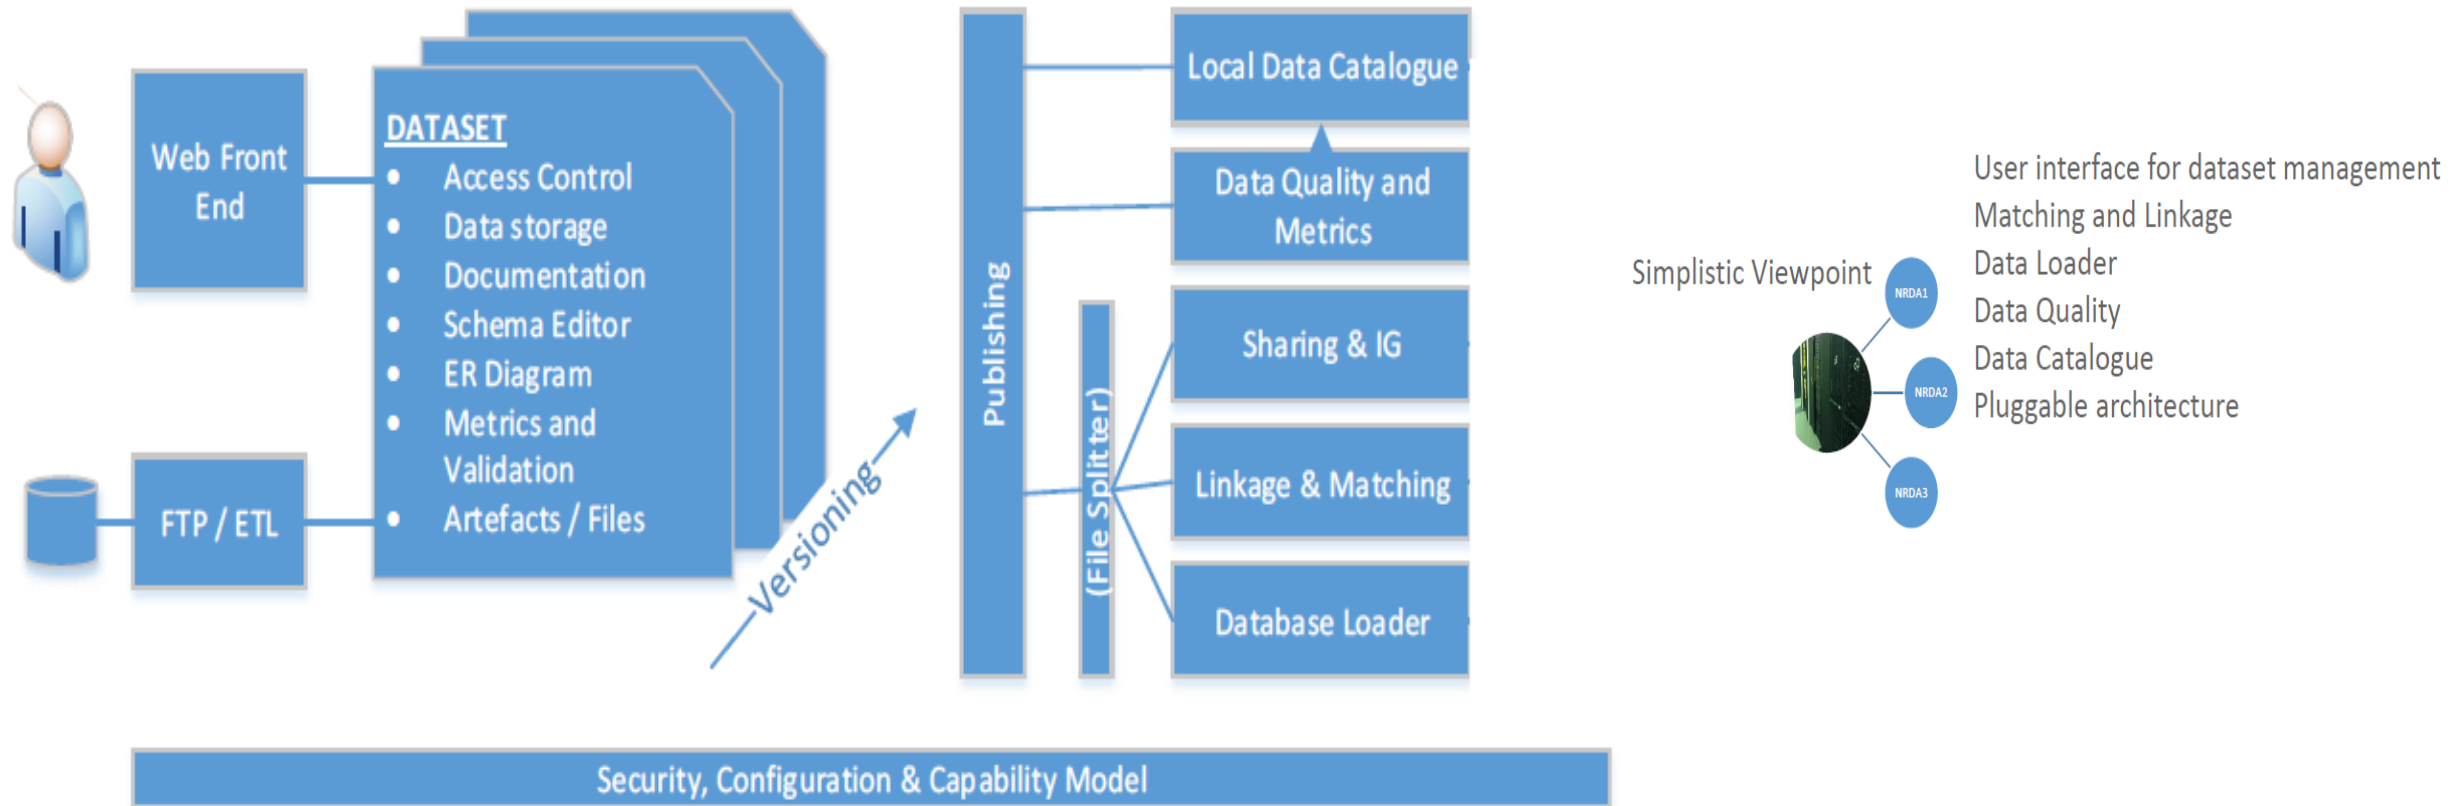 Web Front
End
FTP / ETL
DATASET
• Access Control
• Data storage
• Documentation
• Schema Editor
• ER Diagram
• Metrics and
Validation
• Artefacts / Files
Versioning
Publishing
(File Splitter)
Local Data Catalogue
Data Quality and
Metrics
Sharing & IG
Linkage & Matching
Database Loader
Security, Configuration & Capability Model
Simplistic Viewpoint
NRDA1
NRDA2
NRDA3
User interface for dataset management
Matching and Linkage
Data Loader
Data Quality
Data Catalogue
Pluggable architecture